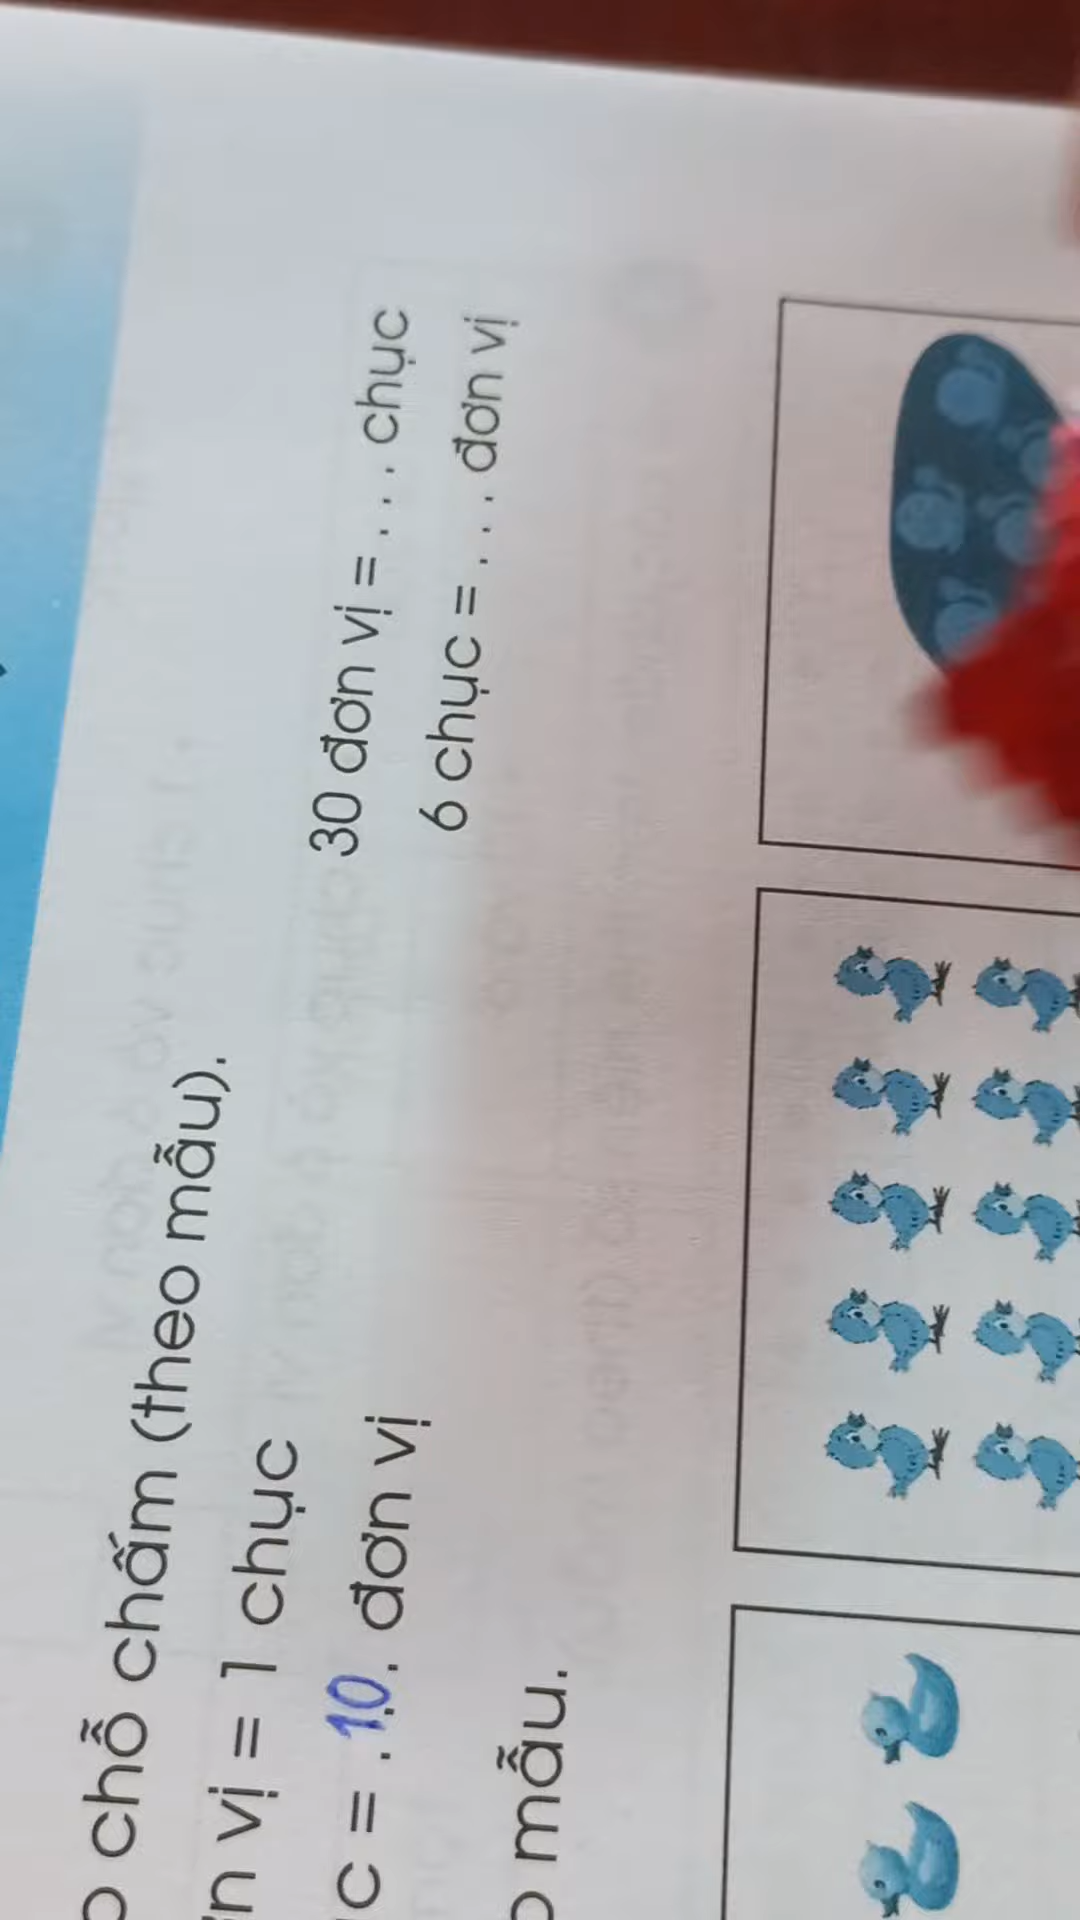 chỗ chấm (theo mẫu).
vị = 1 chục
30 đơn vị = . . . chục
= .10. đơn vị
6 chục = . . . đơn vị
mẫu.